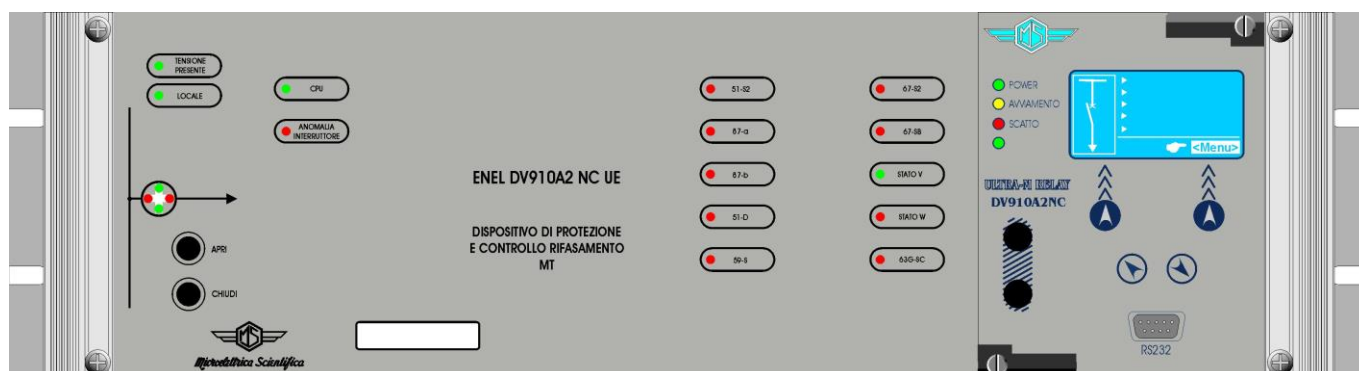 TENSIONE
PRESENTE
LOCALE
CPU
ANOMALIA
INTERRUTTORE
APRI
CHIUDI
MS
Microelettrica Scientifica
ENEL DV910A2 NC UE
DISPOSITIVO DI PROTEZIONE
E CONTROLLO RIFASAMENTO
MT
51-S2
67-a
67-b
51-D
59-S
67-S2
67-SB
STATO V
STATO W
63G-SC
MS
POWER
AVVIAMENTO
SCATTO
<Menu>
ULTRA-N RELAY
DV910A2NC
RS232